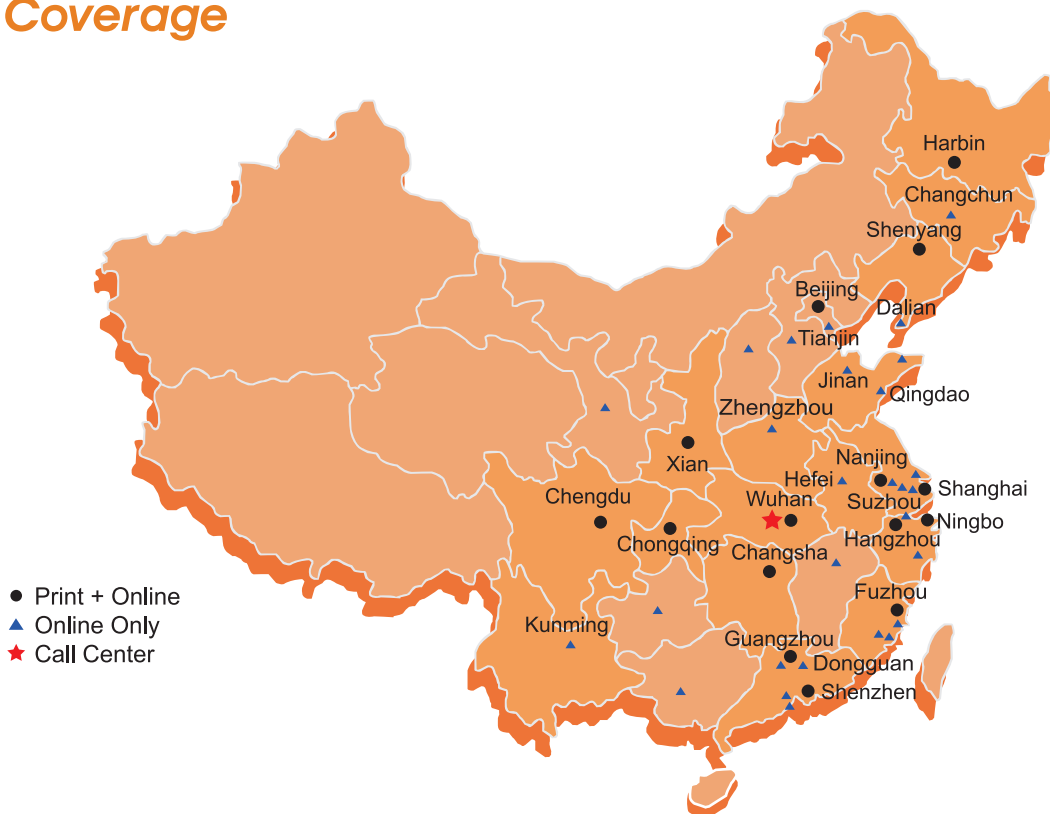 Coverage
Harbin
Changchun
Shenyang
Beijing
Dalian
Tianjin
Jinan
Qingdao
Zhengzhou
Xian
Nanjing
Hefei
Chengdu
Wuhan
Suzhou
Shanghai
Ningbo
Chongqing
Changsha
Hangzhou
Print + Online
Fuzhou
Online Only
Kunming
Guangzhou
Call Center
Dongguan
Shenzhen